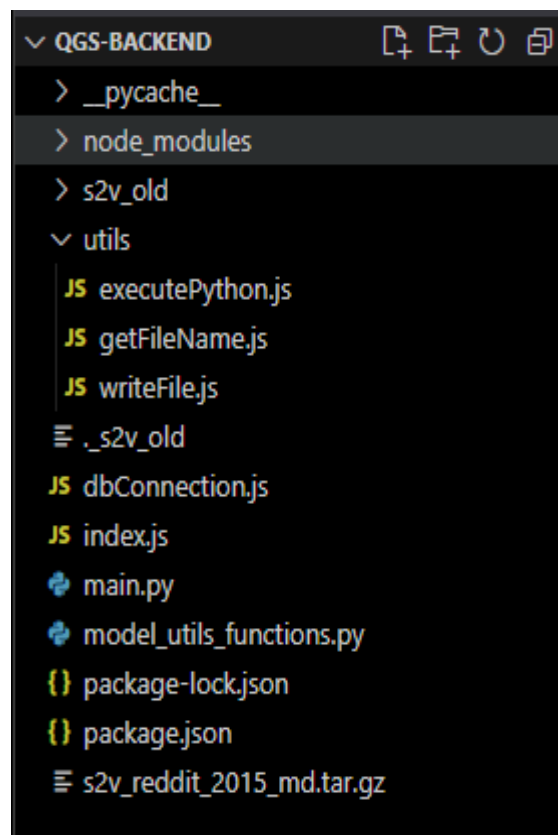 QGS-BACKEND
__pycache__
node_modules
s2v_old
utils
JS executePython.js
JS getFileName.js
JS writeFile.js
._s2v_old
JS dbConnection.js
JS index.js
main.py
model_utils_functions.py
{} package-lock.json
{} package.json
s2v_reddit_2015_md.tar.gz